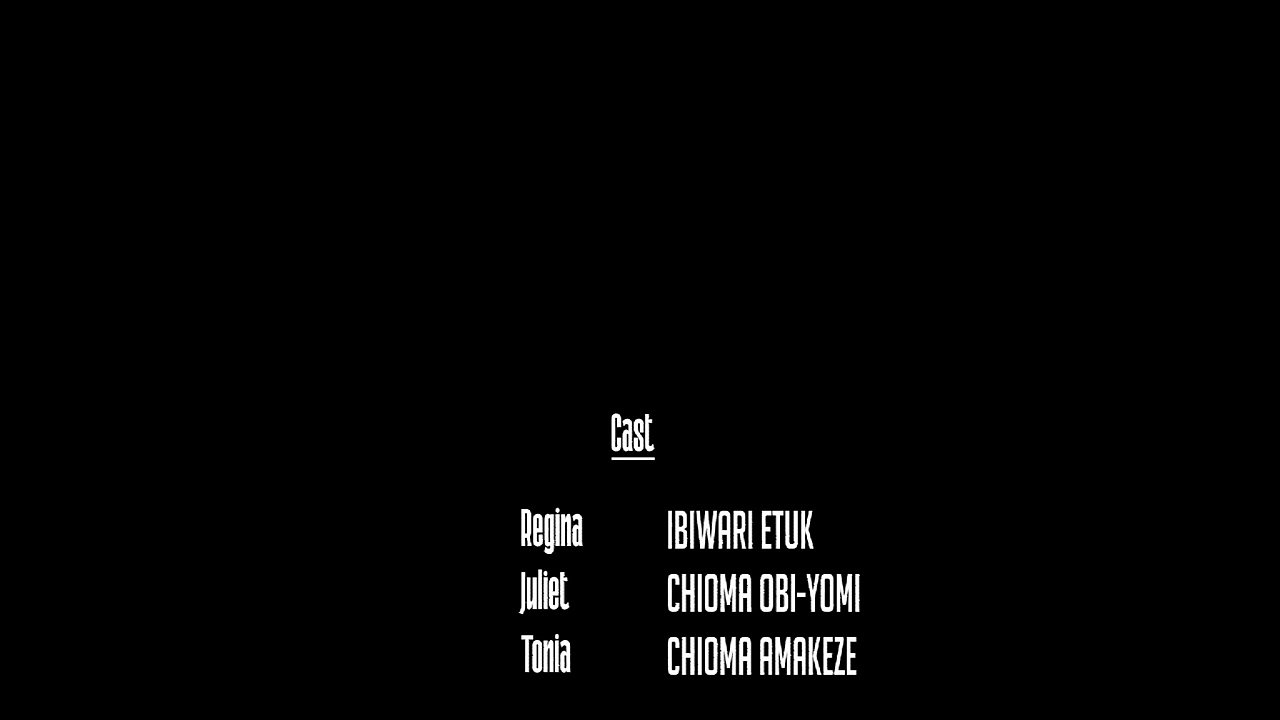 Cast
Regina IBIWARI ETUK
Juliet CHIOMA OBI-YOMI
Tonia CHIOMA AMAKEZE